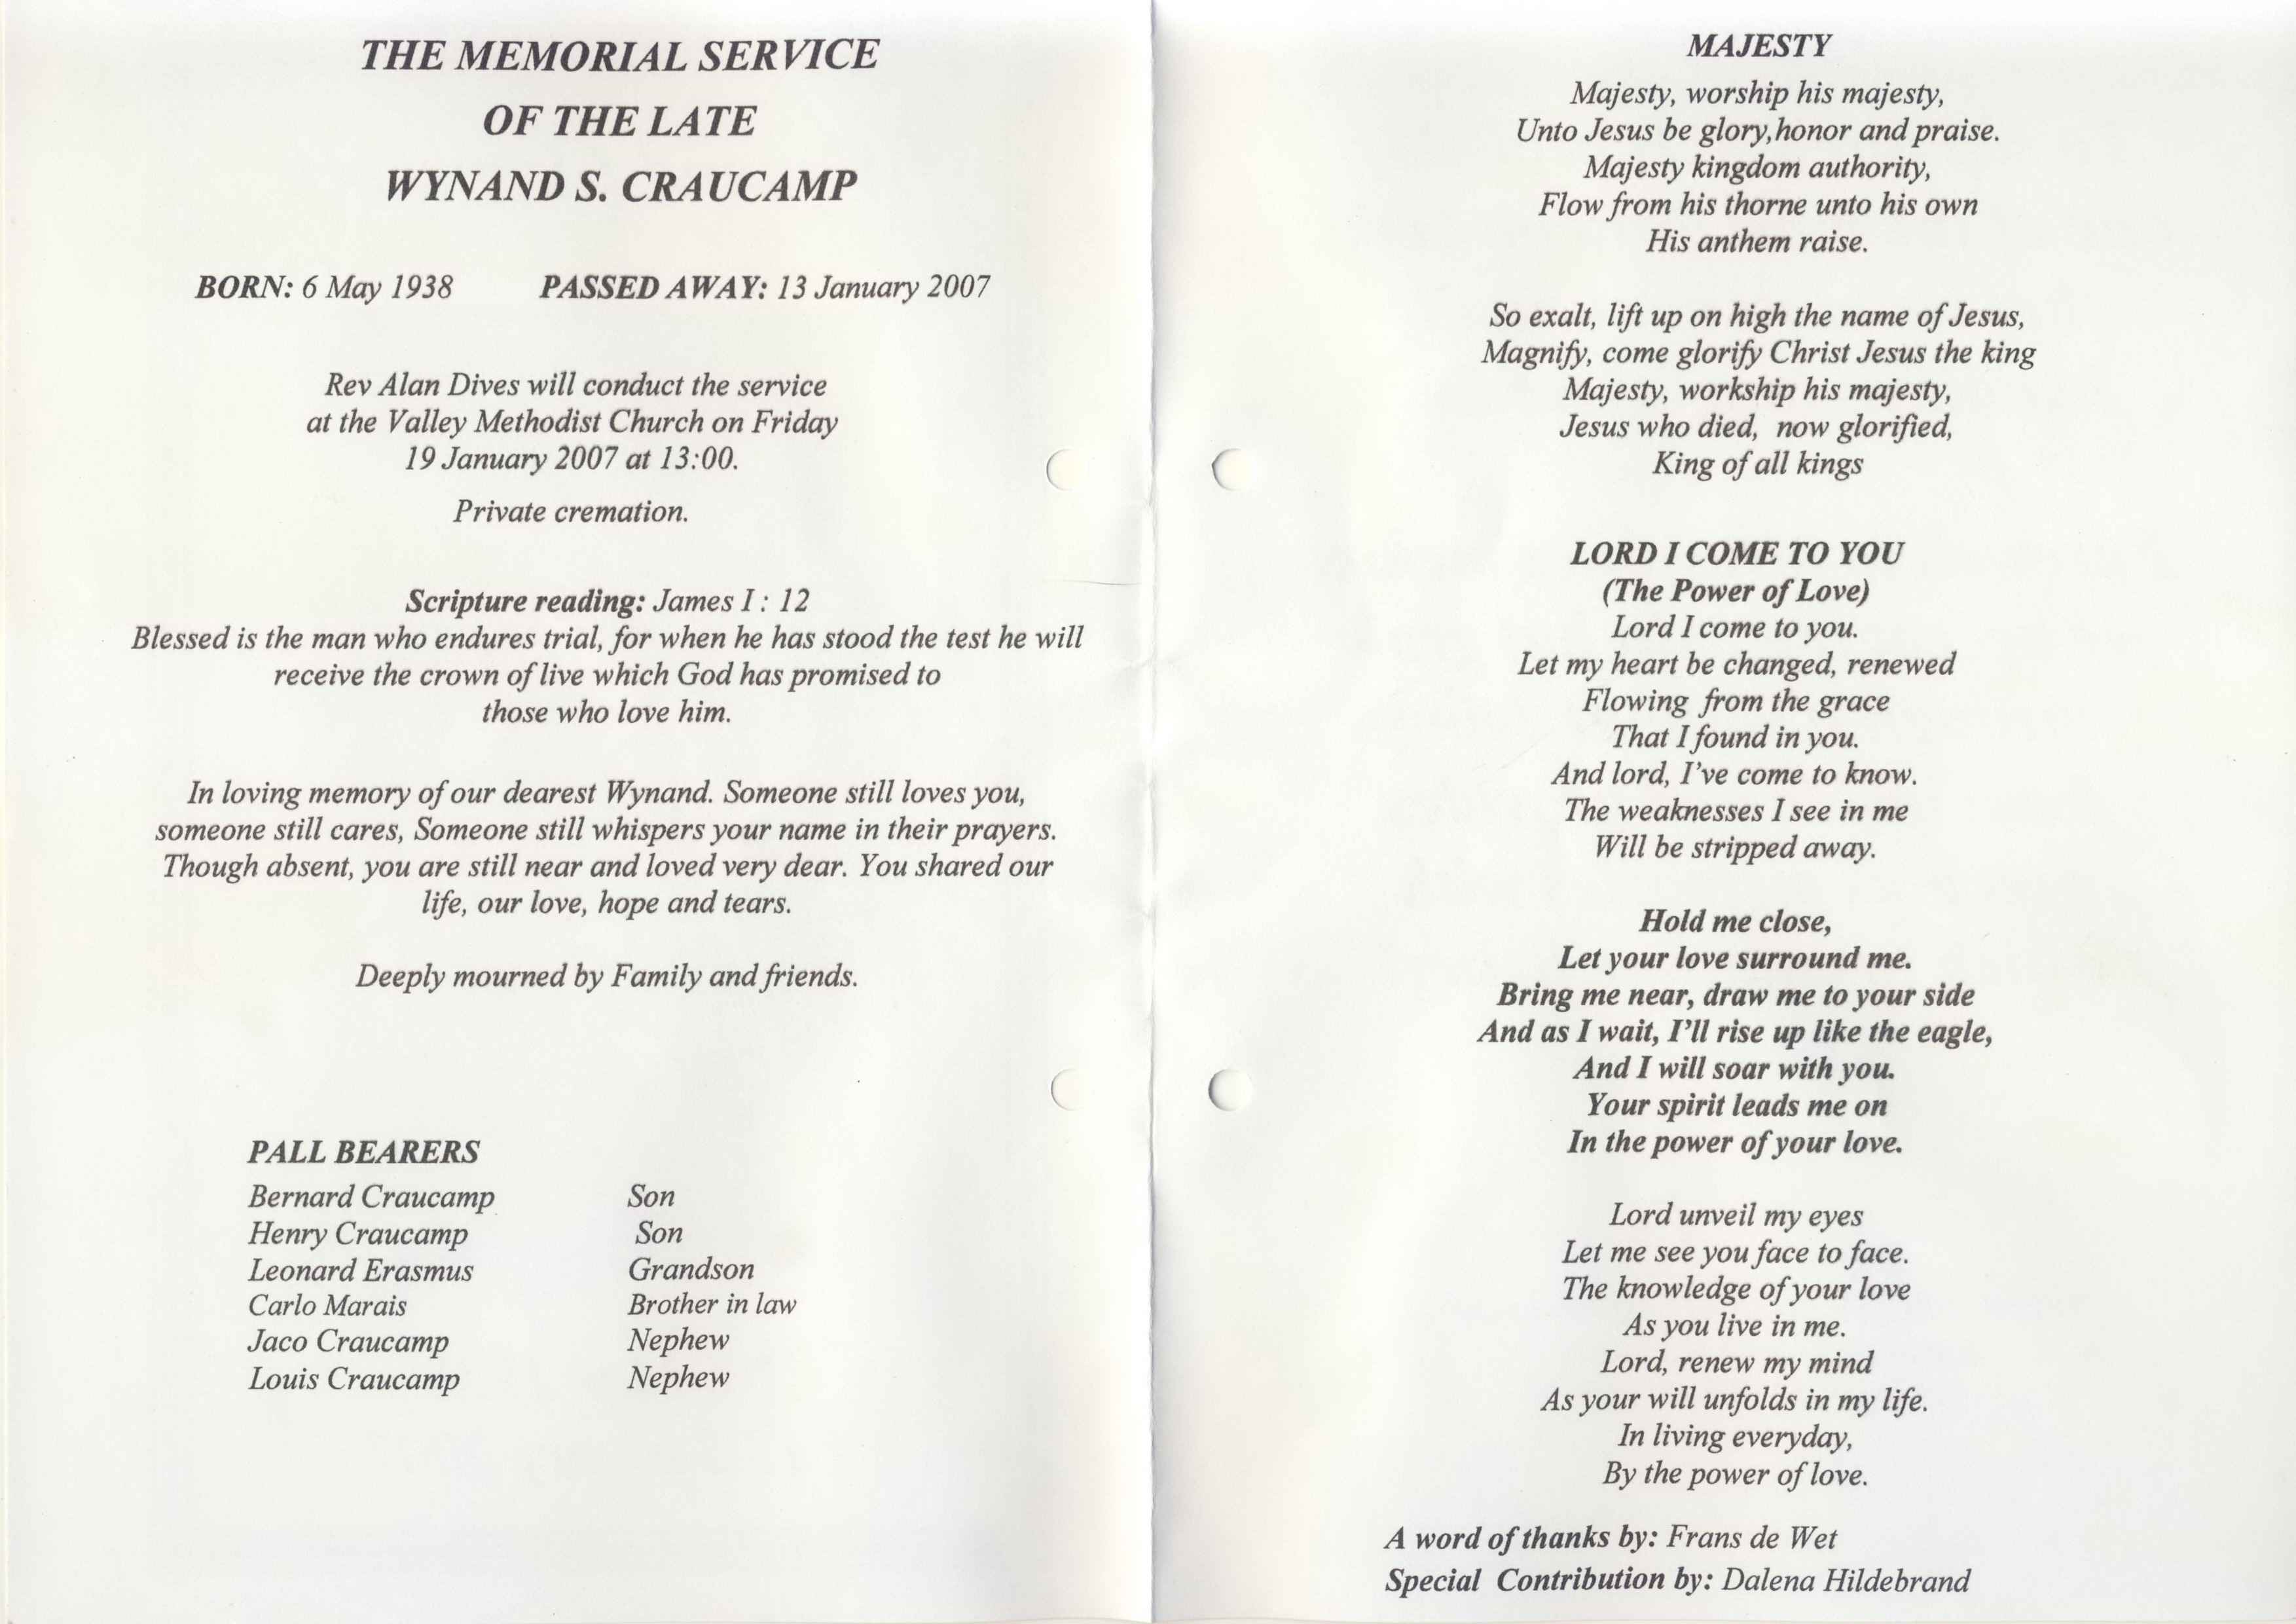 THE MEMORIAL SERVICE
OF THE LATE
WYNAND S. CRAUCAMP
BORN: 6 May 1938 PASSED AWAY: 13 January 2007
Rev Alan Dives will conduct the service
at the Valley Methodist Church on Friday
19 January 2007 at 13:00.
Private cremation.
Scripture reading: James I : 12
Blessed is the man who endures trial, for when he has stood the test he will
receive the crown of live which God has promised to
those who love him.
In loving memory of our dearest Wynand. Someone still loves you,
someone still cares, Someone still whispers your name in their prayers.
Though absent, you are still near and loved very dear. You shared our
life, our love, hope and tears.
Deeply mourned by Family and friends.
PALL BEARERS
Bernard Craucamp Son
Henry Craucamp Son
Leonard Erasmus Grandson
Carlo Marais Brother in law
Jaco Craucamp Nephew
Louis Craucamp Nephew
MAJESTY
Majesty, worship his majesty,
Unto Jesus be glory,honor and praise.
Majesty kingdom authority,
Flow from his thorne unto his own
His anthem raise.
So exalt, lift up on high the name of Jesus,
Magnify, come glorify Christ Jesus the king
Majesty, workship his majesty,
Jesus who died, now glorified,
King of all kings
LORD I COME TO YOU
(The Power of Love)
Lord I come to you.
Let my heart be changed, renewed
Flowing from the grace
That I found in you.
And lord, I've come to know.
The weaknesses I see in me
Will be stripped away.
Hold me close,
Let your love surround me.
Bring me near, draw me to your side
And as I wait, I'll rise up like the eagle,
And I will soar with you.
Your spirit leads me on
In the power of your love.
Lord unveil my eyes
Let me see you face to face.
The knowledge of your love
As you live in me.
Lord, renew my mind
As your will unfolds in my life.
In living everyday,
By the power of love.
A word of thanks by: Frans de Wet
Special Contribution by: Dalena Hildebrand